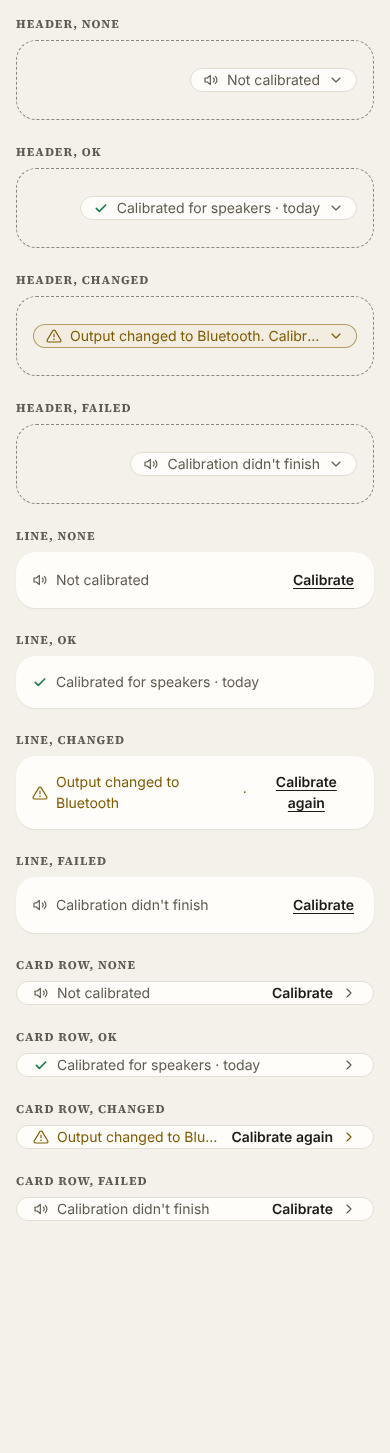 HEADER, NONE
Not calibrated
HEADER, OK
Calibrated for speakers · today
HEADER, CHANGED
Output changed to Bluetooth. Calibr...
HEADER, FAILED
Calibration didn't finish
LINE, NONE
Not calibrated Calibrate
LINE, OK
Calibrated for speakers · today
LINE, CHANGED
Output changed to Bluetooth · Calibrate again
LINE, FAILED
Calibration didn't finish Calibrate
CARD ROW, NONE
Not calibrated Calibrate
CARD ROW, OK
Calibrated for speakers · today
CARD ROW, CHANGED
Output changed to Blu... Calibrate again
CARD ROW, FAILED
Calibration didn't finish Calibrate